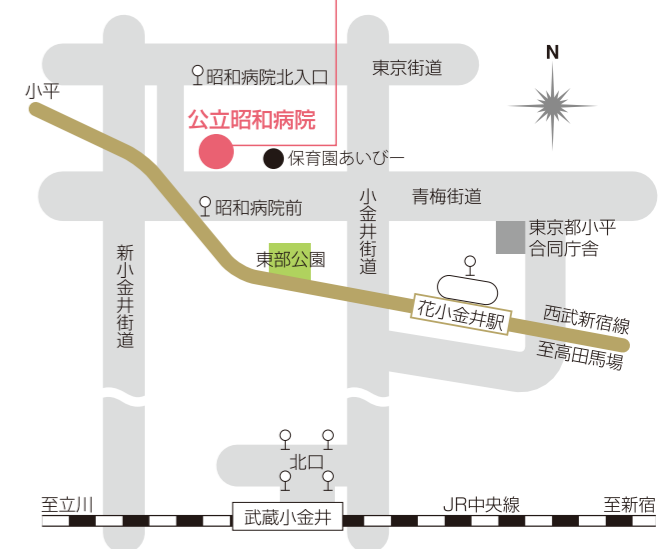 N
東京街道
昭和病院北入口
小平
公立昭和病院
保育園あいびー
青梅街道
昭和病院前
小金井街道
東京都小平
合同庁舎
新小金井街道
東部公園
花小金井駅
西武新宿線
至高田馬場
北口
至立川
武蔵小金井
JR中央線
至新宿